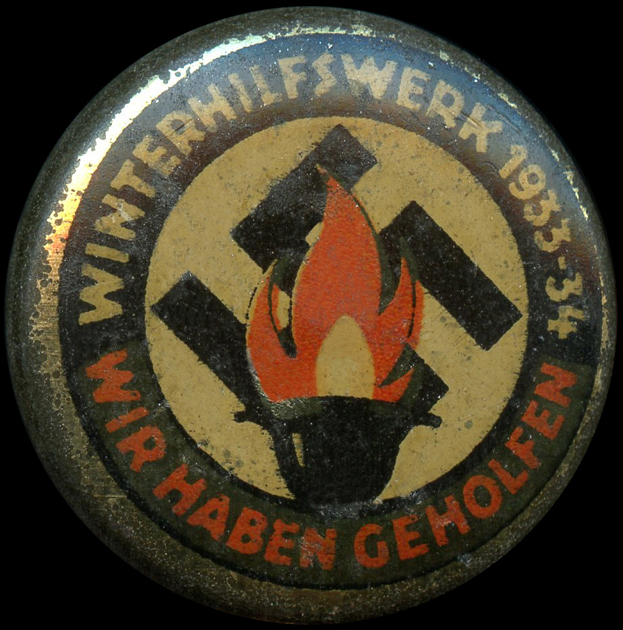 WINTERHILFSWERK 1933-34
WIR HABEN GEHOLFEN